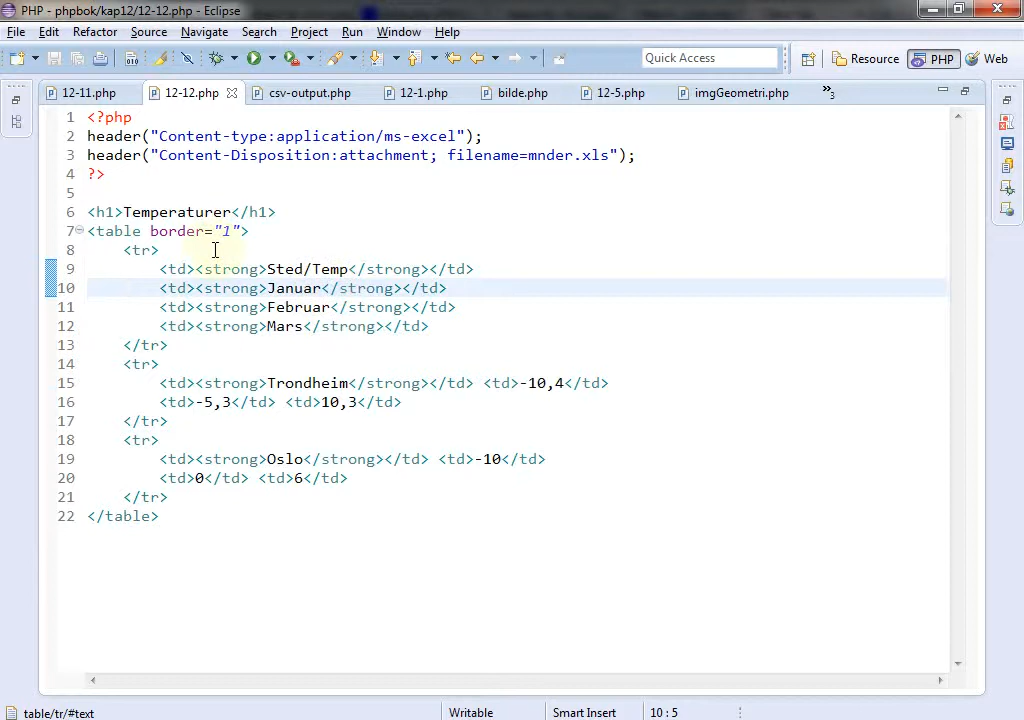 PHP - phpbok/kap12/12-12.php - Eclipse
File Edit Refactor Source Navigate Search Project Run Window Help
Quick Access Resource PHP Web
12-11.php 12-12.php csv-output.php 12-1.php bilde.php 12-5.php imgGeometri.php »3
1 <?php
2 header("Content-type:application/ms-excel");
3 header("Content-Disposition:attachment; filename=mnder.xls");
4 ?>
5
6 <h1>Temperaturer</h1>
7 <table border="1">
8 <tr>
9 <td><strong>Sted/Temp</strong></td>
10 <td><strong>Januar</strong></td>
11 <td><strong>Februar</strong></td>
12 <td><strong>Mars</strong></td>
13 </tr>
14 <tr>
15 <td><strong>Trondheim</strong></td> <td>-10,4</td>
16 <td>-5,3</td> <td>10,3</td>
17 </tr>
18 <tr>
19 <td><strong>Oslo</strong></td> <td>-10</td>
20 <td>0</td> <td>6</td>
21 </tr>
22 </table>
table/tr/#text Writable Smart Insert 10 : 5